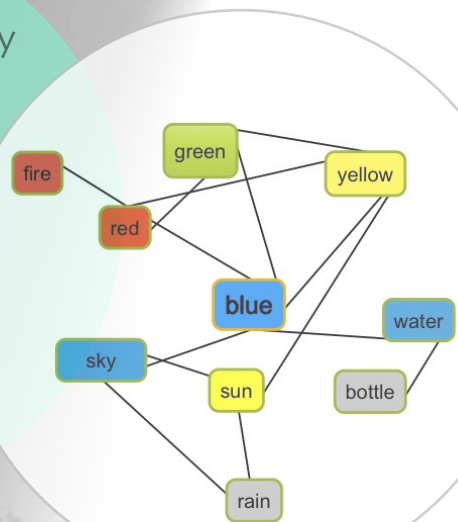 y
green
fire
yellow
red
blue
water
sky
sun
bottle
rain